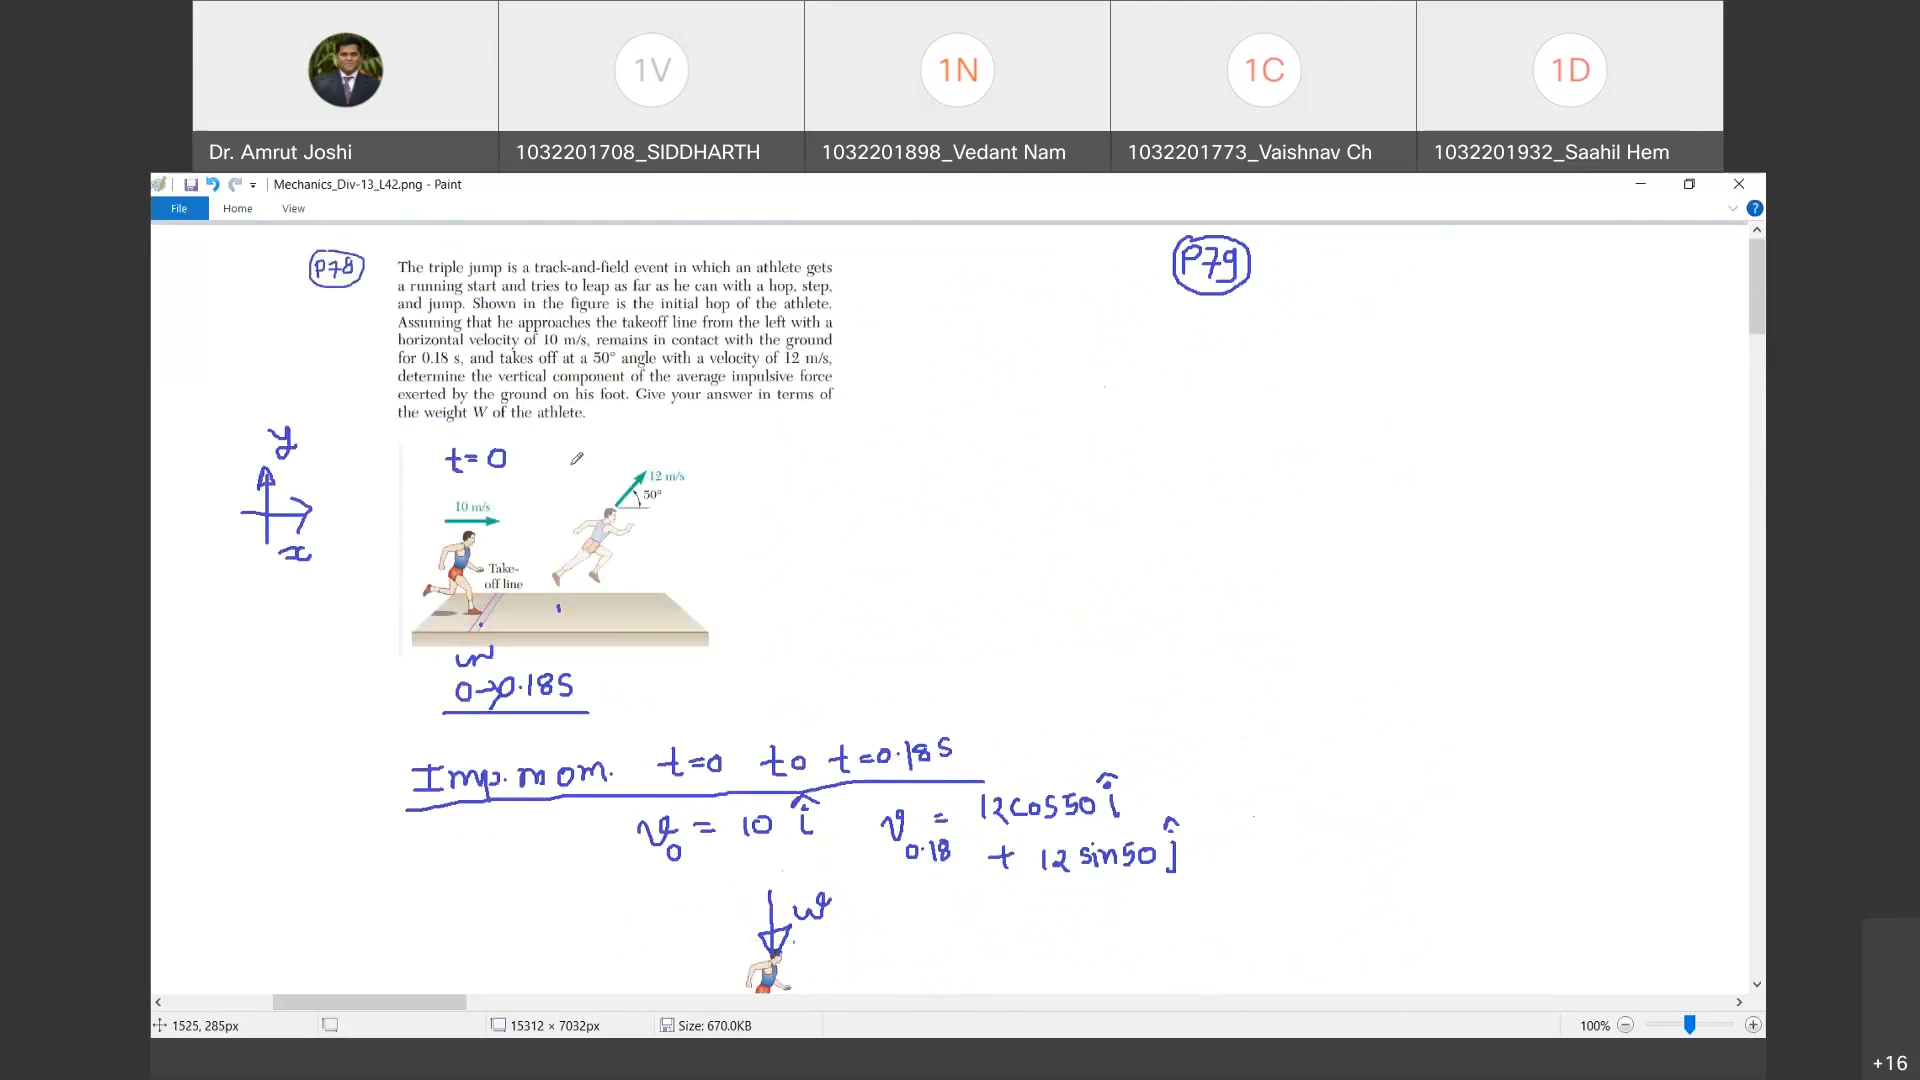 1V
1N
1C
1D
Dr. Amrut Joshi
1032201708_SIDDHARTH
1032201898_Vedant Nam
1032201773_Vaishnav Ch
1032201932_Saahil Hem
Mechanics_Div-13_L42.png - Paint
File
Home
View
?
P78
The triple jump is a track-and-field event in which an athlete gets
a running start and tries to leap as far as he can with a hop, step,
and jump. Shown in the figure is the initial hop of the athlete.
Assuming that he approaches the takeoff line from the left with a
horizontal velocity of 10 m/s, remains in contact with the ground
for 0.18 s, and takes off at a 50° angle with a velocity of 12 m/s,
determine the vertical component of the average impulsive force
exerted by the ground on his foot. Give your answer in terms of
the weight W of the athlete.
P79
y
x
t=0
12 m/s
50°
10 m/s
Take-
off line
0→0.18S
Imp. mom. t=0 to t=0.18S
v0 = 10 î v0.18 = 12cos50 î
+ 12 sin50 ĵ
W
1525, 285px
15312 × 7032px
Size: 670.0KB
100%
+16